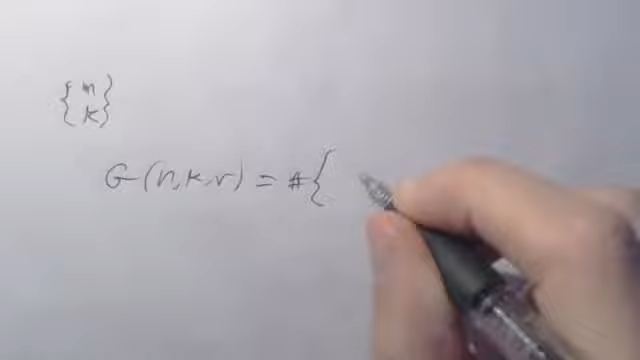 {n
k}
G(n,k,r) = #{